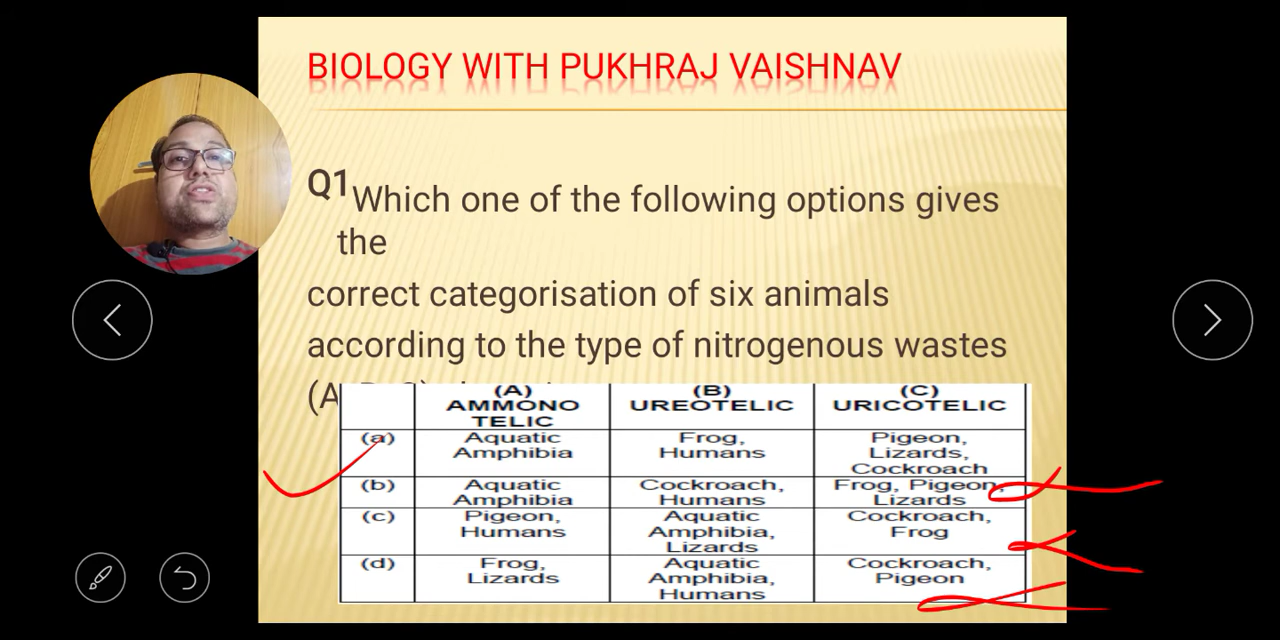 BIOLOGY WITH PUKHRAJ VAISHNAV
Q1 Which one of the following options gives
the
correct categorisation of six animals
according to the type of nitrogenous wastes
(A
(A) AMMONO TELIC (B) UREOTELIC (C) URICOTELIC
(a) Aquatic Amphibia Frog, Humans Pigeon, Lizards, Cockroach
(b) Aquatic Amphibia Cockroach, Humans Frog, Pigeon, Lizards
(c) Pigeon, Humans Aquatic Amphibia, Lizards Cockroach, Frog
(d) Frog, Lizards Aquatic Amphibia, Humans Cockroach, Pigeon